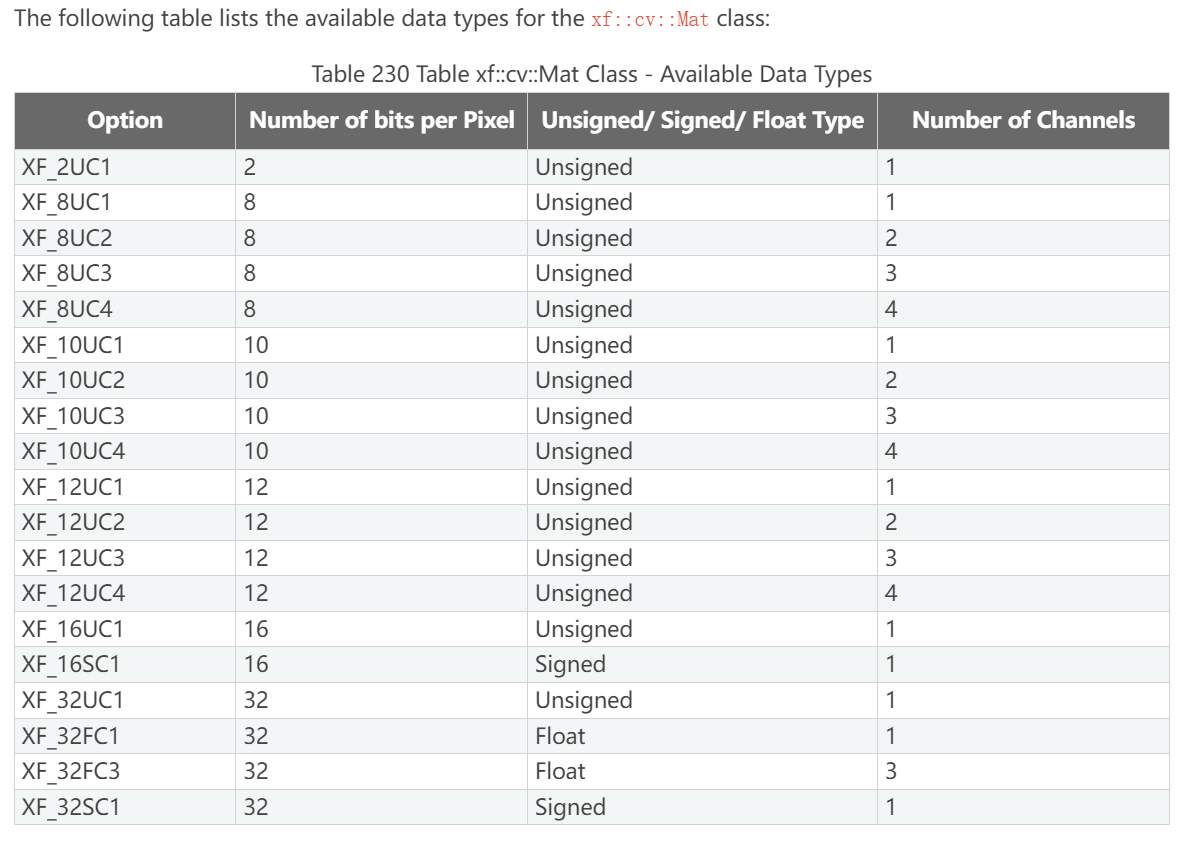 The following table lists the available data types for the xf::cv::Mat class:
Table 230 Table xf::cv::Mat Class - Available Data Types
Option Number of bits per Pixel Unsigned/ Signed/ Float Type Number of Channels
XF_2UC1 2 Unsigned 1
XF_8UC1 8 Unsigned 1
XF_8UC2 8 Unsigned 2
XF_8UC3 8 Unsigned 3
XF_8UC4 8 Unsigned 4
XF_10UC1 10 Unsigned 1
XF_10UC2 10 Unsigned 2
XF_10UC3 10 Unsigned 3
XF_10UC4 10 Unsigned 4
XF_12UC1 12 Unsigned 1
XF_12UC2 12 Unsigned 2
XF_12UC3 12 Unsigned 3
XF_12UC4 12 Unsigned 4
XF_16UC1 16 Unsigned 1
XF_16SC1 16 Signed 1
XF_32UC1 32 Unsigned 1
XF_32FC1 32 Float 1
XF_32FC3 32 Float 3
XF_32SC1 32 Signed 1